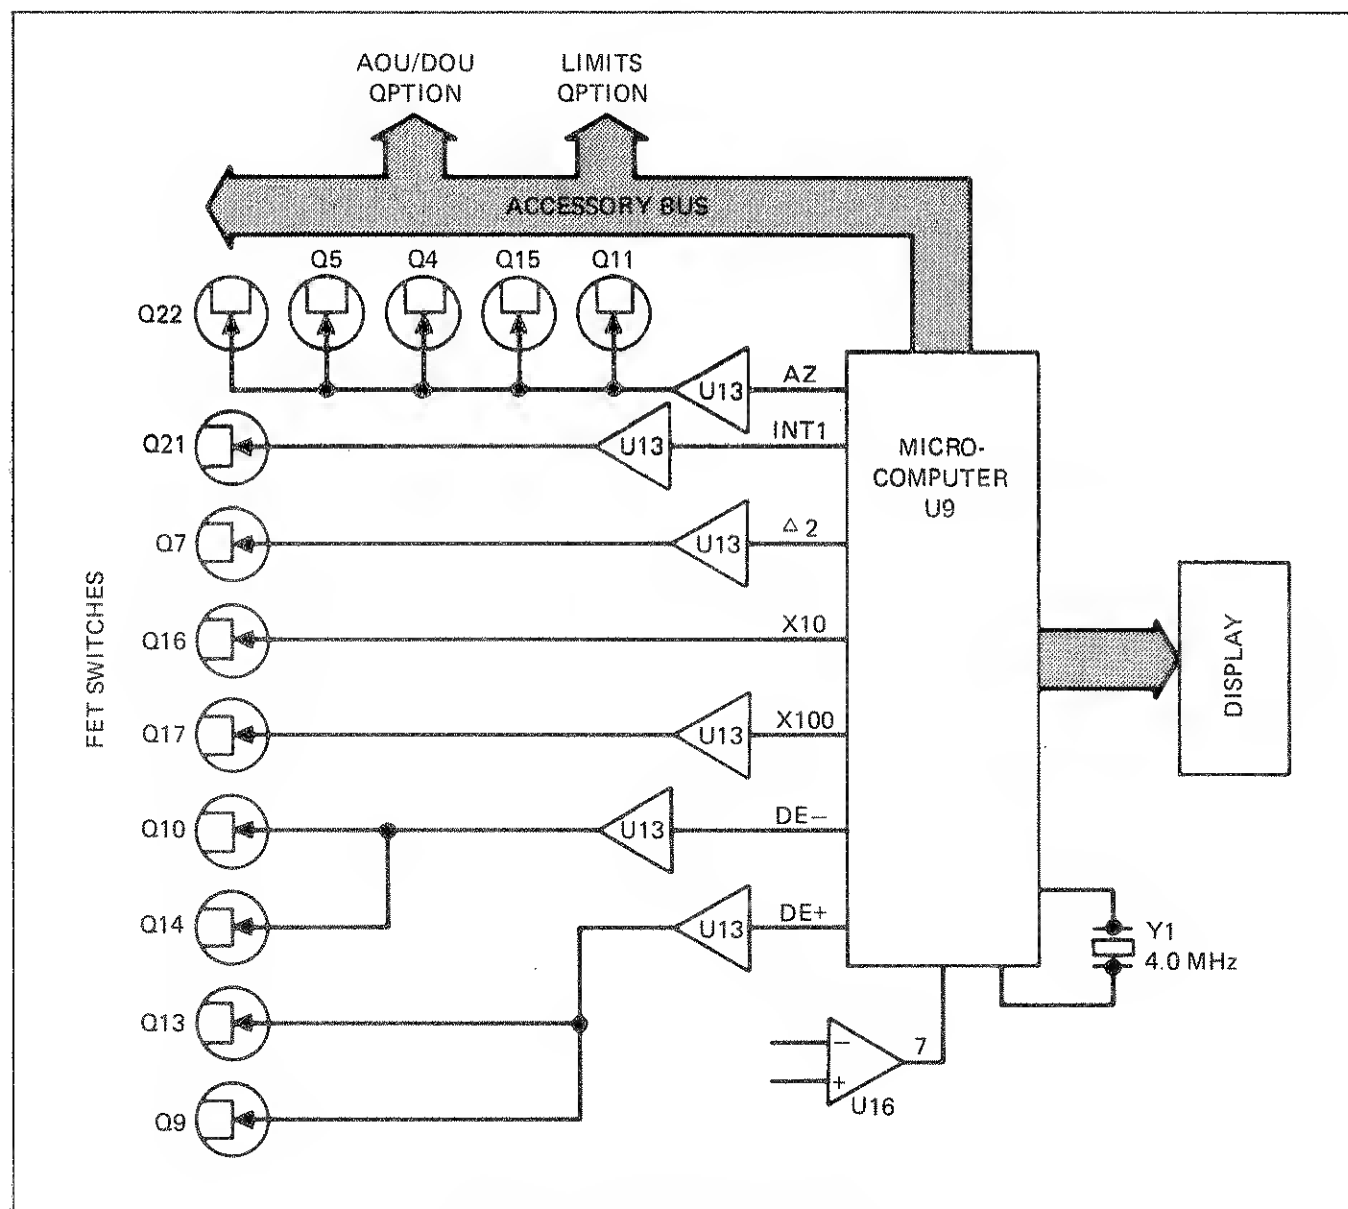 AOU/DOU
OPTION
LIMITS
OPTION
ACCESSORY BUS
Q5 Q4 Q15 Q11
Q22
U13 AZ
Q21
U13 INT1
MICRO-
COMPUTER
U9
Q7
U13 △2
FET SWITCHES
Q16
X10
DISPLAY
Q17
U13 X100
Q10
U13 DE−
Q14
U13 DE+
Y1
4.0 MHz
Q13
−
+
7
U16
Q9